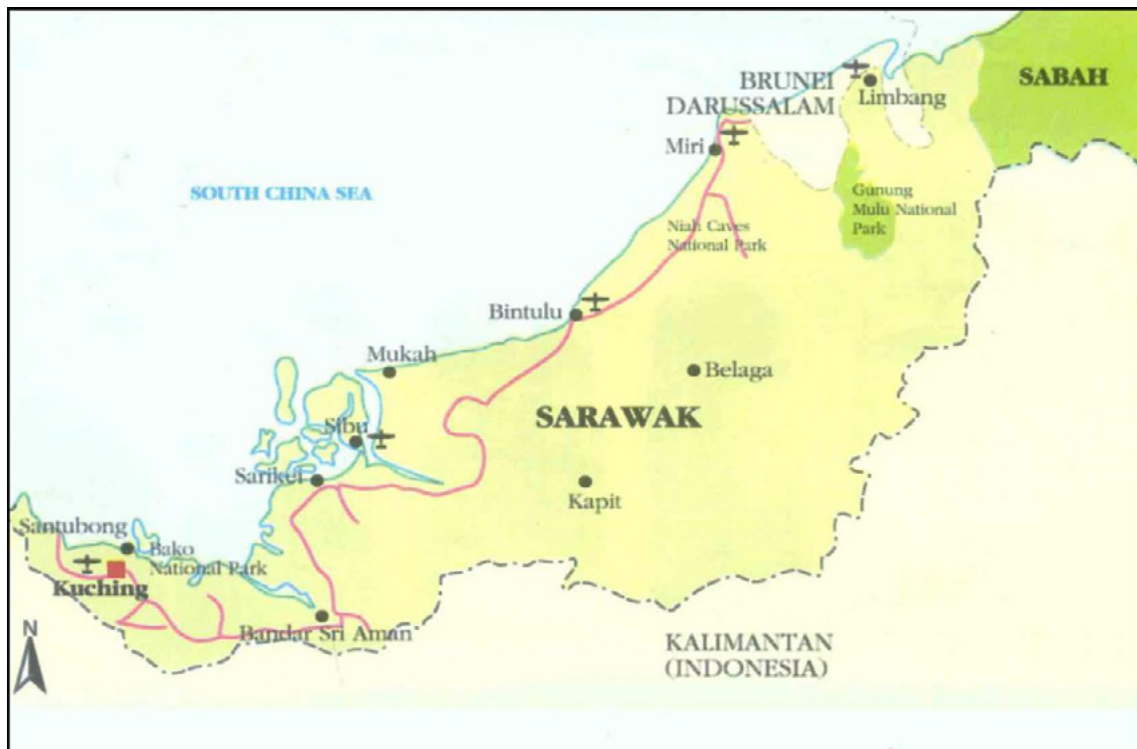 BRUNEI
DARUSSALAM
SABAH
Limbang
Miri
SOUTH CHINA SEA
Gunung
Mulu National
Park
Niah Caves
National Park
Bintulu
Mukah
Belaga
SARAWAK
Sibu
Sarikei
Kapit
Santubong
Bako
National Park
Kuching
Bandar Sri Aman
N
KALIMANTAN
(INDONESIA)